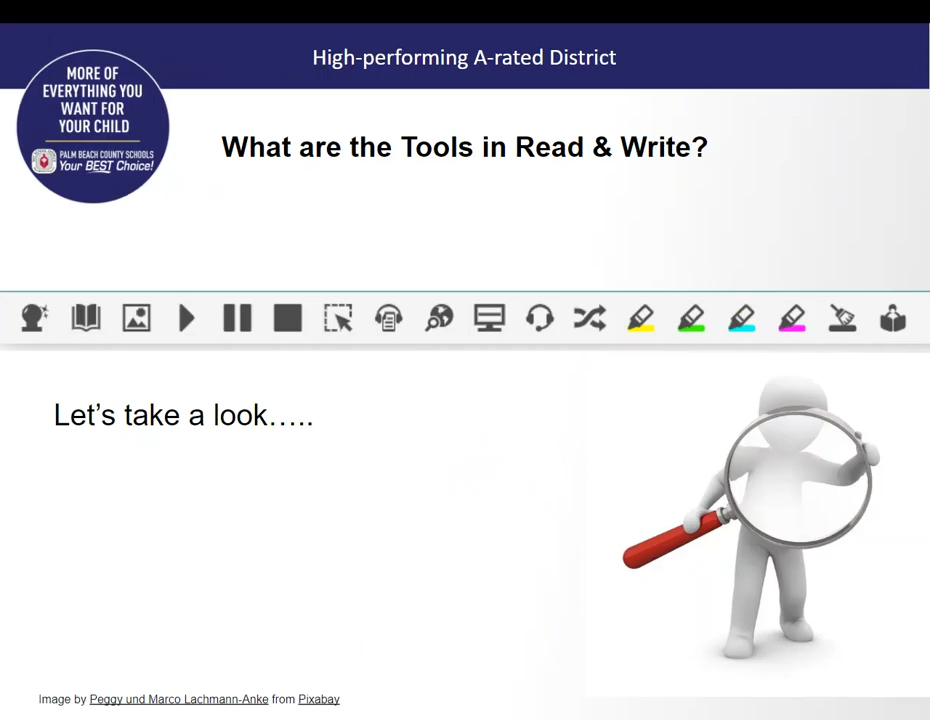 High-performing A-rated District
MORE OF
EVERYTHING YOU
WANT FOR
YOUR CHILD
PALM BEACH COUNTY SCHOOLS
Your BEST Choice!
What are the Tools in Read & Write?
Let’s take a look…..
Image by Peggy und Marco Lachmann-Anke from Pixabay